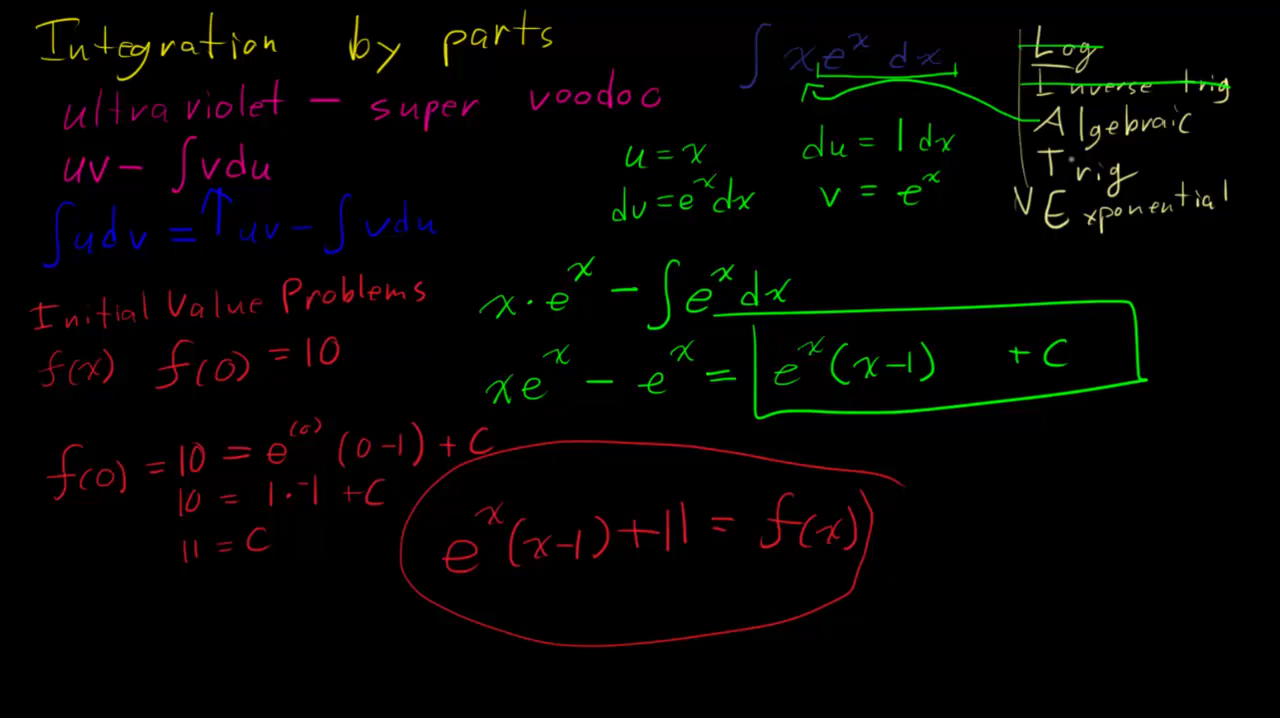 Integration by parts
ultraviolet - super voodoo
uv - ∫vdu
∫udv = ↑ uv - ∫vdu
∫xe^x dx
u = x
du = 1 dx
dv = e^x dx
v = e^x
Log
Inverse trig
Algebraic
Trig
Exponential
x · e^x - ∫e^x dx
xe^x - e^x = e^x(x-1) + C
Initial Value Problems
f(x) f(0) = 10
f(0) = 10 = e^(0) (0-1) + C
10 = 1 · -1 + C
11 = C
e^x(x-1) + 11 = f(x)